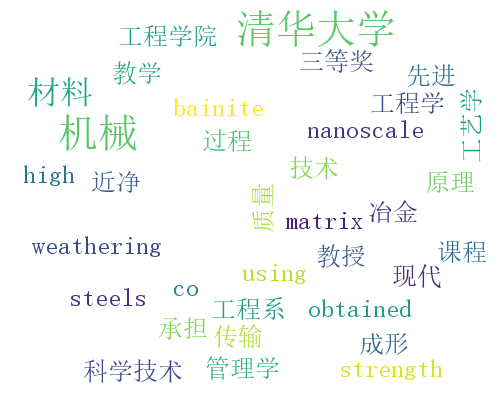 清华大学
工程学院
三等奖
教学
先进
材料
bainite
工程学
工艺学
机械
过程
nanoscale
high
近净
技术
原理
质量
matrix
冶金
weathering
教授
课程
using
现代
steels
co
工程系
obtained
承担
传输
成形
科学技术
管理学
strength